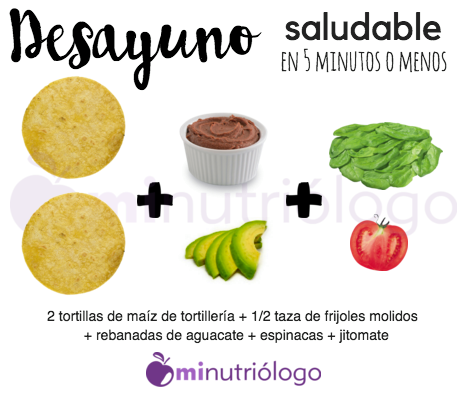 Desayuno saludable
EN 5 MINUTOS O MENOS
minutriólogo
2 tortillas de maíz de tortillería + 1/2 taza de frijoles molidos
+ rebanadas de aguacate + espinacas + jitomate
minutriólogo